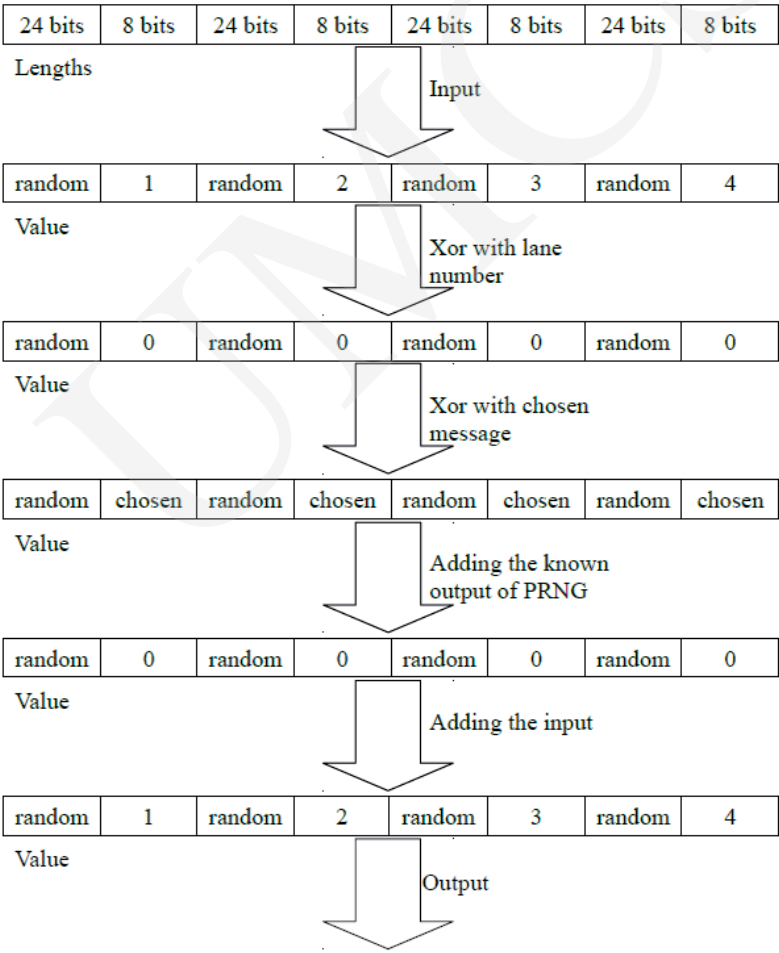 24 bits 8 bits 24 bits 8 bits 24 bits 8 bits 24 bits 8 bits
Lengths
Input
random 1 random 2 random 3 random 4
Value
Xor with lane
number
random 0 random 0 random 0 random 0
Value
Xor with chosen
message
random chosen random chosen random chosen random chosen
Value
Adding the known
output of PRNG
random 0 random 0 random 0 random 0
Value
Adding the input
random 1 random 2 random 3 random 4
Value
Output
UMCS